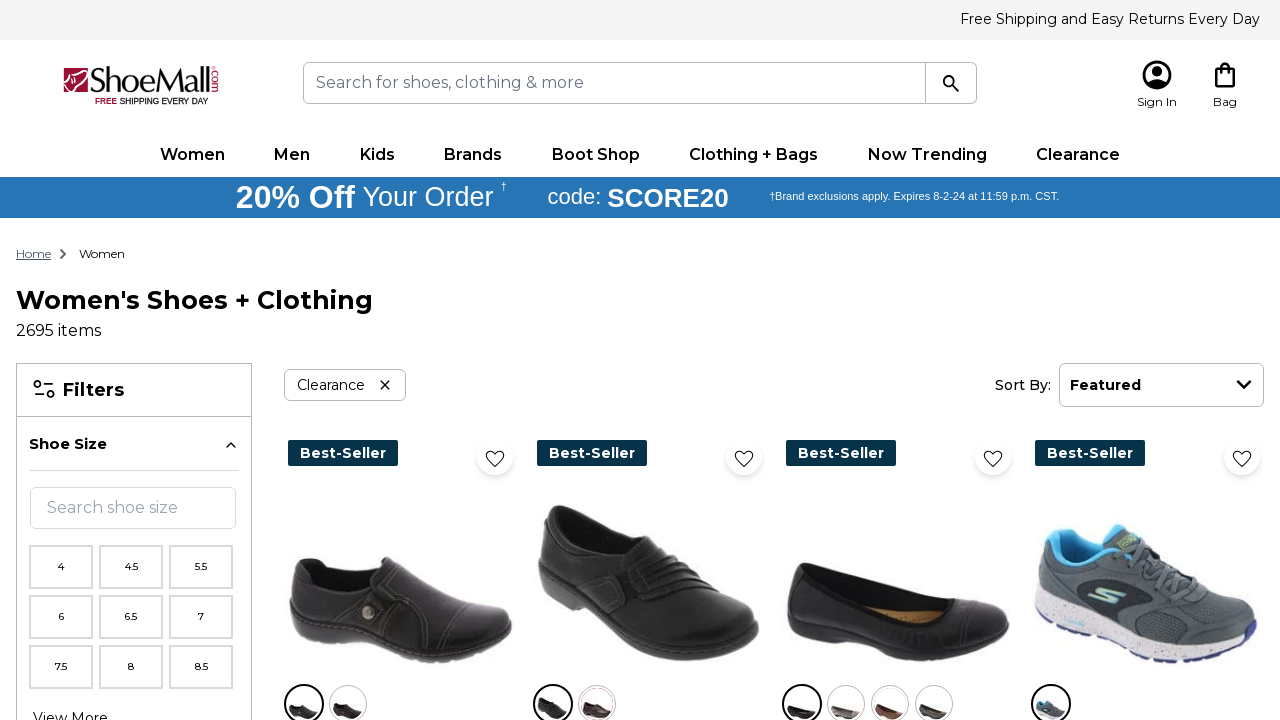 Free Shipping and Easy Returns Every Day
ShoeMall.com®
FREE SHIPPING EVERY DAY
Search for shoes, clothing & more
Sign In
Bag
Women
Men
Kids
Brands
Boot Shop
Clothing + Bags
Now Trending
Clearance
20% Off Your Order †
code: SCORE20
†Brand exclusions apply. Expires 8-2-24 at 11:59 p.m. CST.
Home
Women
Women's Shoes + Clothing
2695 items
Filters
Clearance
Sort By:
Featured
Shoe Size
Search shoe size
4
4.5
5.5
6
6.5
7
7.5
8
8.5
View More
Best-Seller
Best-Seller
Best-Seller
Best-Seller